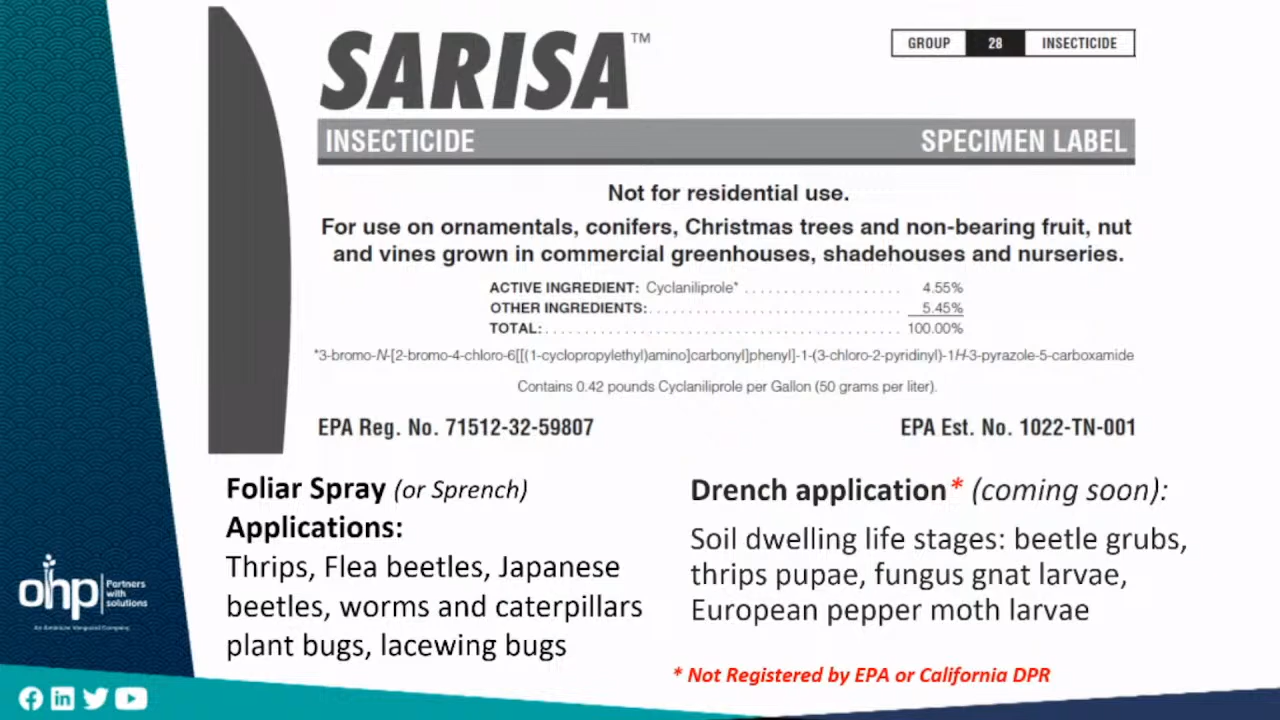 SARISA™
GROUP 28 INSECTICIDE
INSECTICIDE SPECIMEN LABEL
Not for residential use.
For use on ornamentals, conifers, Christmas trees and non-bearing fruit, nut
and vines grown in commercial greenhouses, shadehouses and nurseries.
ACTIVE INGREDIENT: Cyclaniliprole* .................... 4.55%
OTHER INGREDIENTS:.................................. 5.45%
TOTAL:................................................ 100.00%
*3-bromo-N-[2-bromo-4-chloro-6[[(1-cyclopropylethyl)amino]carbonyl]phenyl]-1-(3-chloro-2-pyridinyl)-1H-3-pyrazole-5-carboxamide
Contains 0.42 pounds Cyclaniliprole per Gallon (50 grams per liter).
EPA Reg. No. 71512-32-59807 EPA Est. No. 1022-TN-001
Foliar Spray (or Sprench)
Applications:
Thrips, Flea beetles, Japanese
beetles, worms and caterpillars
plant bugs, lacewing bugs
Drench application* (coming soon):
Soil dwelling life stages: beetle grubs,
thrips pupae, fungus gnat larvae,
European pepper moth larvae
* Not Registered by EPA or California DPR
ohp
Partners
with
solutions
An American Vanguard Company